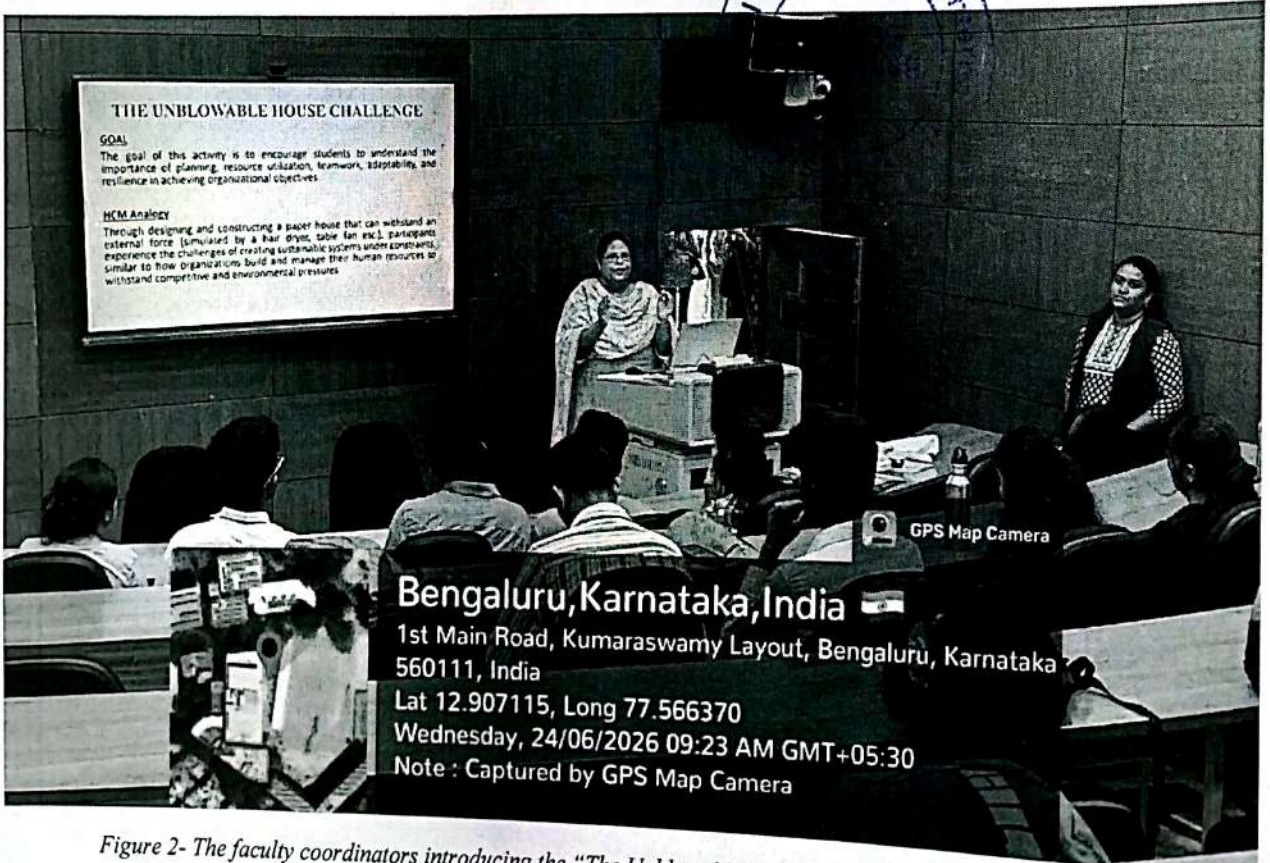 THE UNBLOWABLE HOUSE CHALLENGE
GOAL
The goal of this activity is to encourage students to understand the
importance of planning, resource utilization, teamwork, adaptability, and
resilience in achieving organizational objectives
HCM Analogy
Through designing and constructing a paper house that can withstand an
external force (simulated by a hair dryer, table fan esc), participants
experience the challenges of creating sustainable systems under constraints,
similar to how organizations build and manage their human resources to
withstand competitive and environmental pressures
GPS Map Camera
Bengaluru,Karnataka,India
1st Main Road, Kumaraswamy Layout, Bengaluru, Karnataka
560111, India
Lat 12.907115, Long 77.566370
Wednesday, 24/06/2026 09:23 AM GMT+05:30
Note : Captured by GPS Map Camera
Figure 2- The faculty coordinators introducing the "The